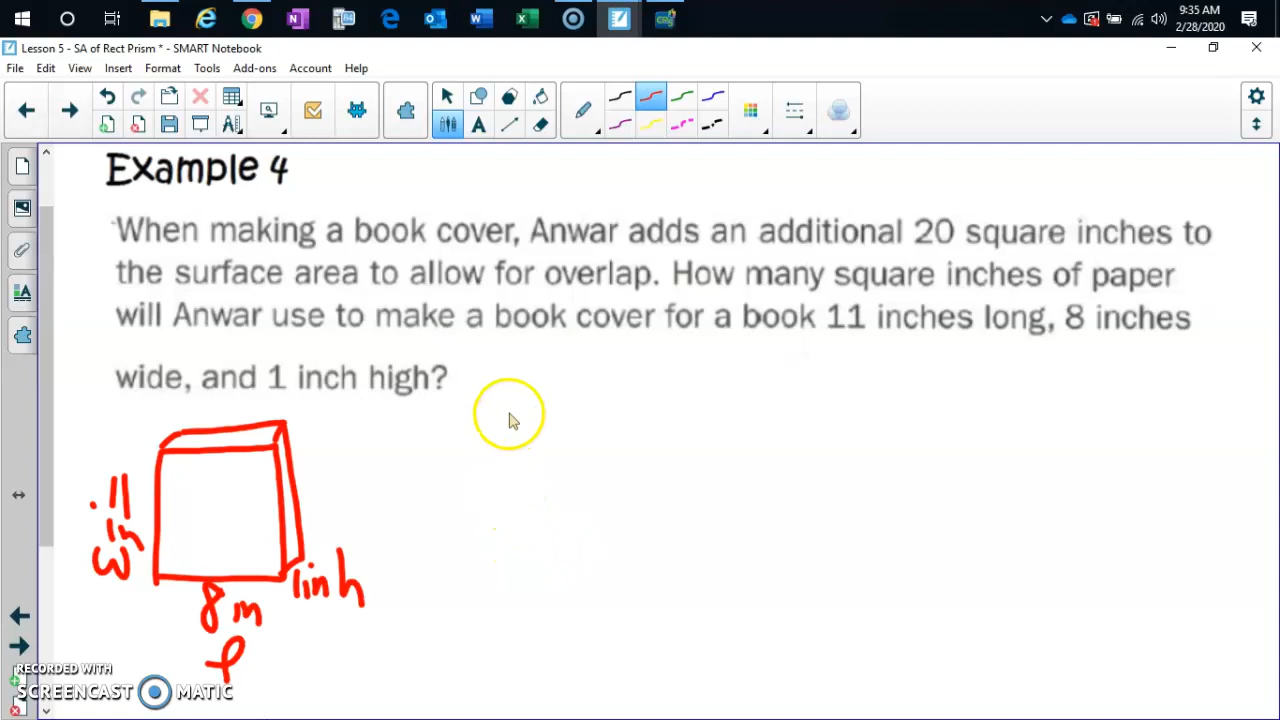 9:35 AM
2/28/2020
Lesson 5 - SA of Rect Prism * - SMART Notebook
File Edit View Insert Format Tools Add-ons Account Help
Example 4
When making a book cover, Anwar adds an additional 20 square inches to
the surface area to allow for overlap. How many square inches of paper
will Anwar use to make a book cover for a book 11 inches long, 8 inches
wide, and 1 inch high?
11
in
w
1in h
8 in
l
RECORDED WITH
SCREENCAST MATIC